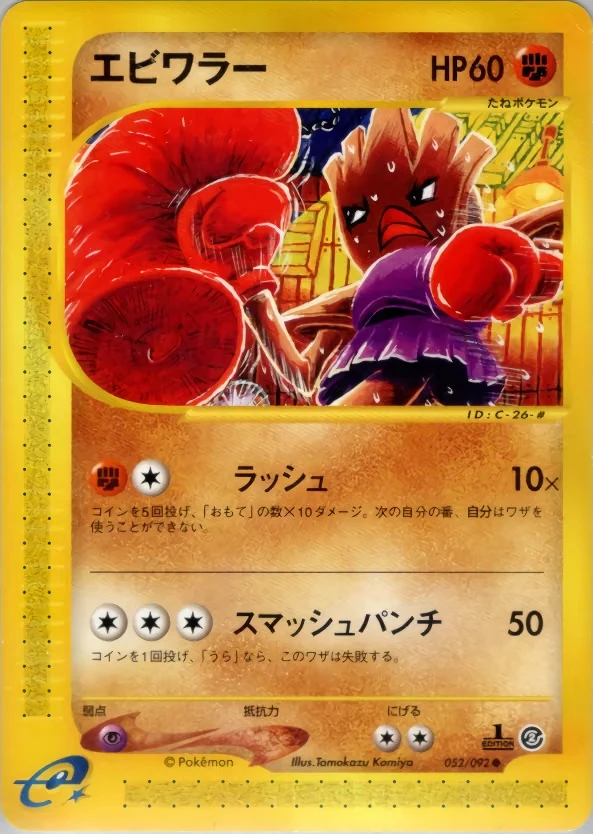 エビワラー HP60
たねポケモン
ID:C-26-#
ラッシュ 10×
コインを5回投げ、「おもて」の数×10ダメージ。次の自分の番、自分はワザを
使うことができない。
スマッシュパンチ 50
コインを1回投げ、「うら」なら、このワザは失敗する。
弱点 抵抗力 にげる
1
EDITION
© Pokémon Illus.Tomokazu Komiya 052/092 ●
e